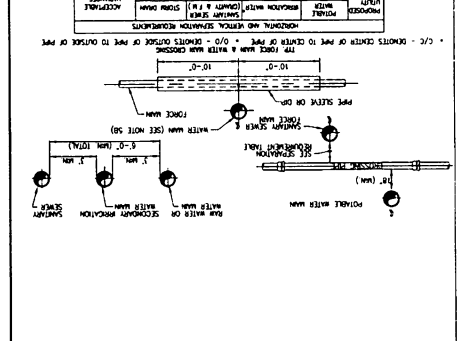 POTABLE WATER MAIN
18" (MIN.)
CROSSING PIPE
SEE SEPARATION
REQUIREMENT TABLE
SANITARY SEWER
FORCE MAIN
RAW WATER OR
WATER MAIN
SECONDARY IRRIGATION
WATER MAIN
SANITARY
SEWER
3' MIN.
3' MIN.
6'-0" (MIN. TOTAL)
WATER MAIN (SEE NOTE 5B)
FORCE MAIN
PIPE SLEEVE OR DIP
10'-0"
10'-0"
TYP. FORCE MAIN & WATER MAIN CROSSING
* C/C - DENOTES CENTER OF PIPE TO CENTER OF PIPE * O/O - DENOTES OUTSIDE OF PIPE TO OUTSIDE OF PIPE
HORIZONTAL AND VERTICAL SEPARATION REQUIREMENTS
PROPOSED
UTILITY
POTABLE
WATER
IRRIGATION WATER
SANITARY SEWER
(GRAVITY & F.M.)
STORM DRAIN
ACCEPTABLE